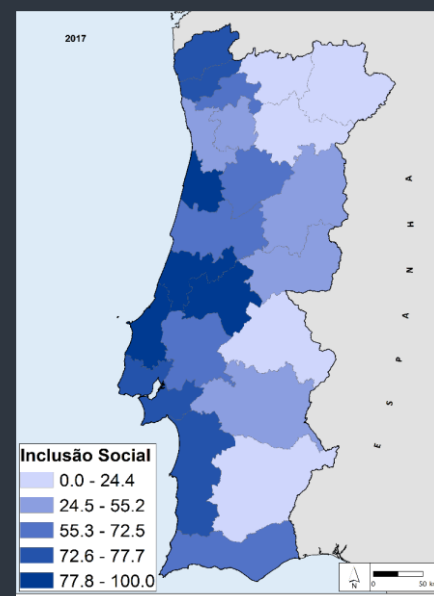 2017
E S P A N H A
Inclusão Social
0.0 - 24.4
24.5 - 55.2
55.3 - 72.5
72.6 - 77.7
77.8 - 100.0
N
0
50 k